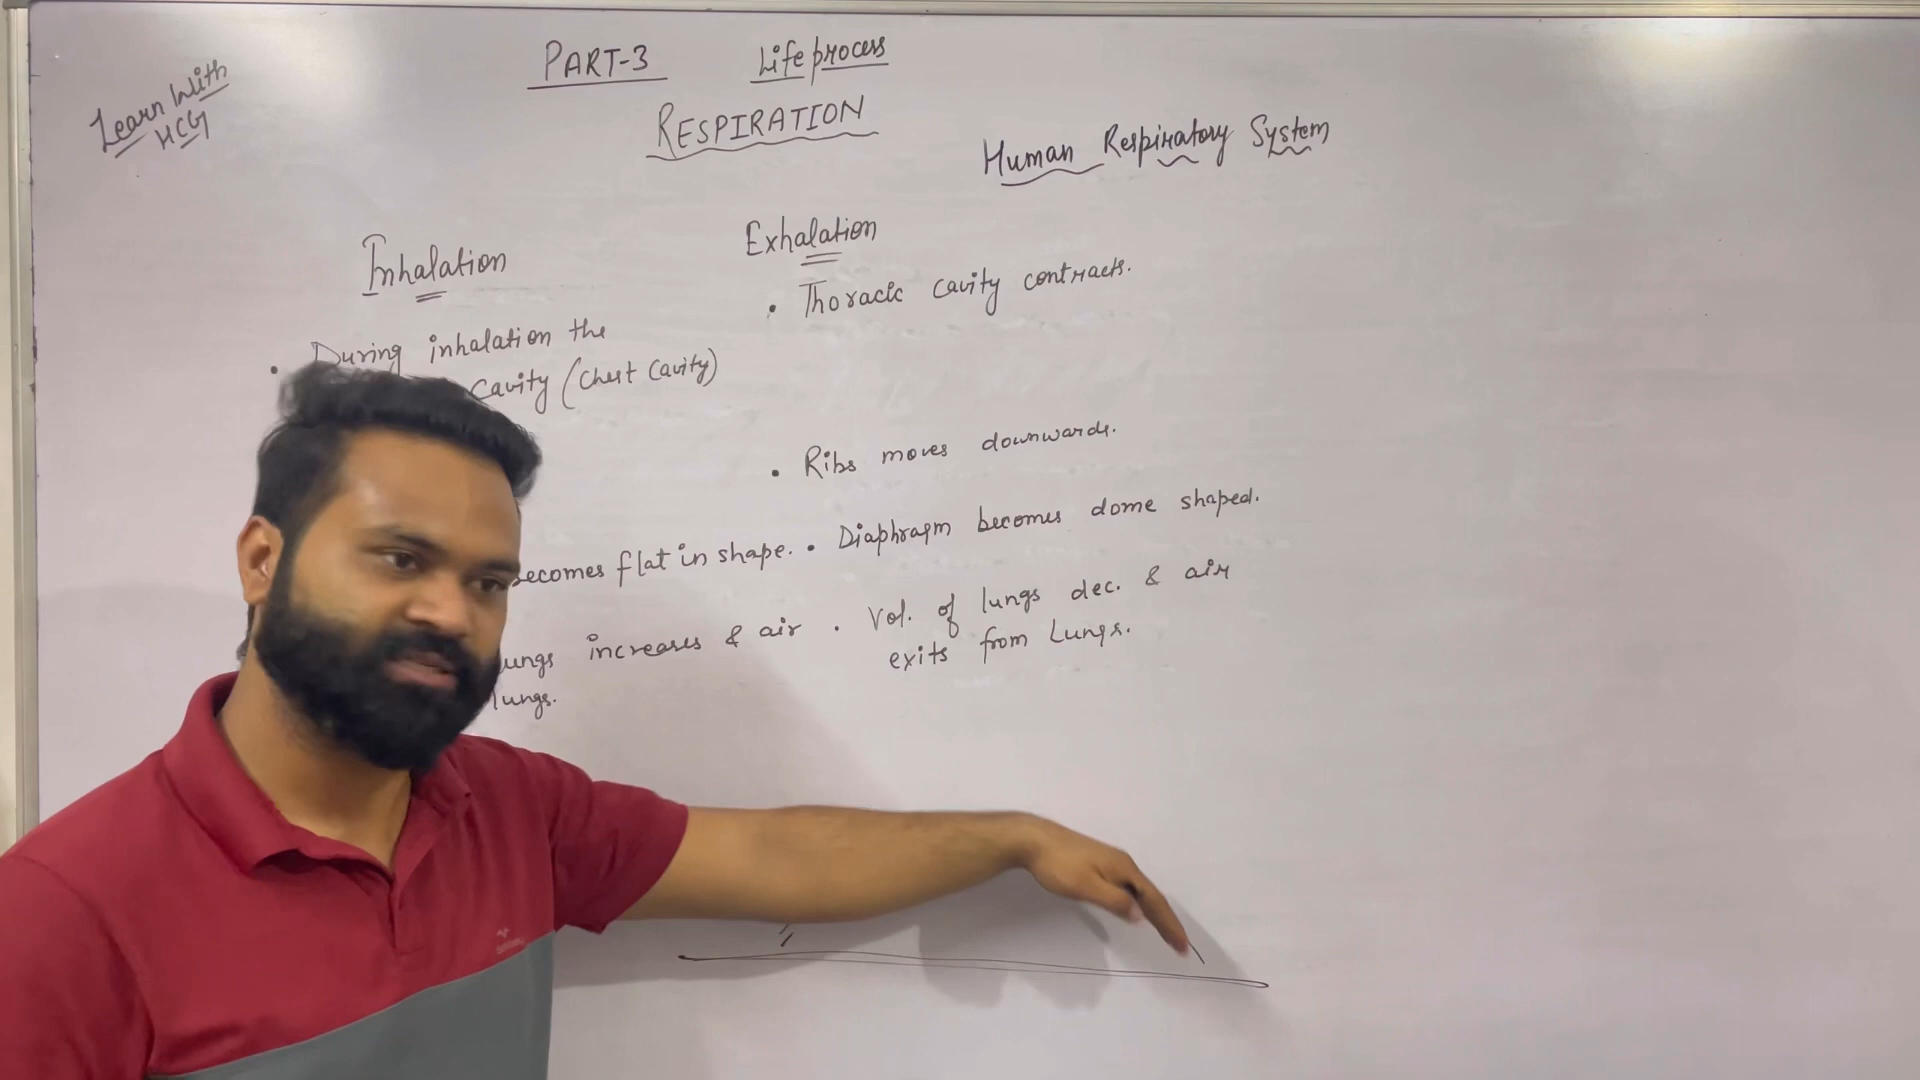 PART-3 Life process
Learn With
HCG
RESPIRATION
Human Respiratory System
Inhalation
Exhalation
• Thoracic cavity contracts.
• During inhalation the
cavity (Chest Cavity)
• Ribs moves downwards.
becomes flat in shape.
• Diaphragm becomes dome shaped.
lungs increases & air
lungs.
• Vol. of lungs dec. & air
exits from Lungs.